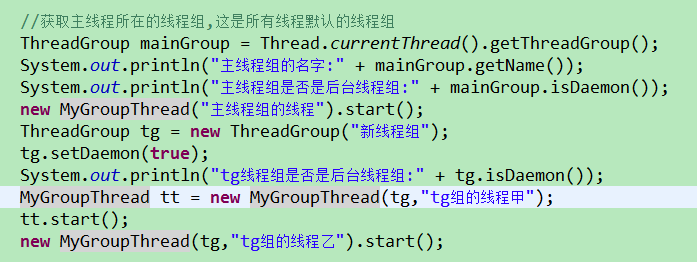 //获取主线程所在的线程组,这是所有线程默认的线程组
ThreadGroup mainGroup = Thread.currentThread().getThreadGroup();
System.out.println("主线程组的名字:" + mainGroup.getName());
System.out.println("主线程组是否是后台线程组:" + mainGroup.isDaemon());
new MyGroupThread("主线程组的线程").start();
ThreadGroup tg = new ThreadGroup("新线程组");
tg.setDaemon(true);
System.out.println("tg线程组是否是后台线程组:" + tg.isDaemon());
MyGroupThread tt = new MyGroupThread(tg,"tg组的线程甲");
tt.start();
new MyGroupThread(tg,"tg组的线程乙").start();